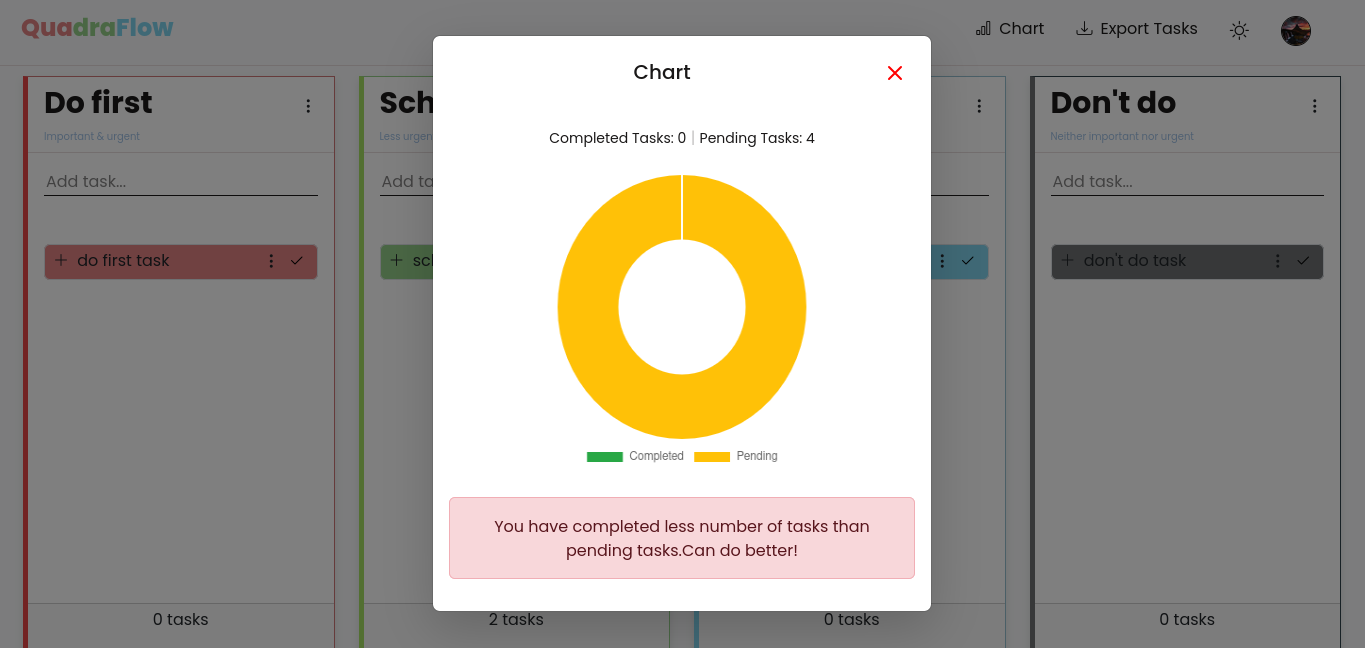 QuadraFlow
Chart
Export Tasks
Chart
Completed Tasks: 0 | Pending Tasks: 4
Completed
Pending
You have completed less number of tasks than
pending tasks.Can do better!
Do first
Important & urgent
Add task...
do first task
0 tasks
Sch
Less urgen
Add ta
sch
2 tasks
0 tasks
Don't do
Neither important nor urgent
Add task...
don't do task
0 tasks